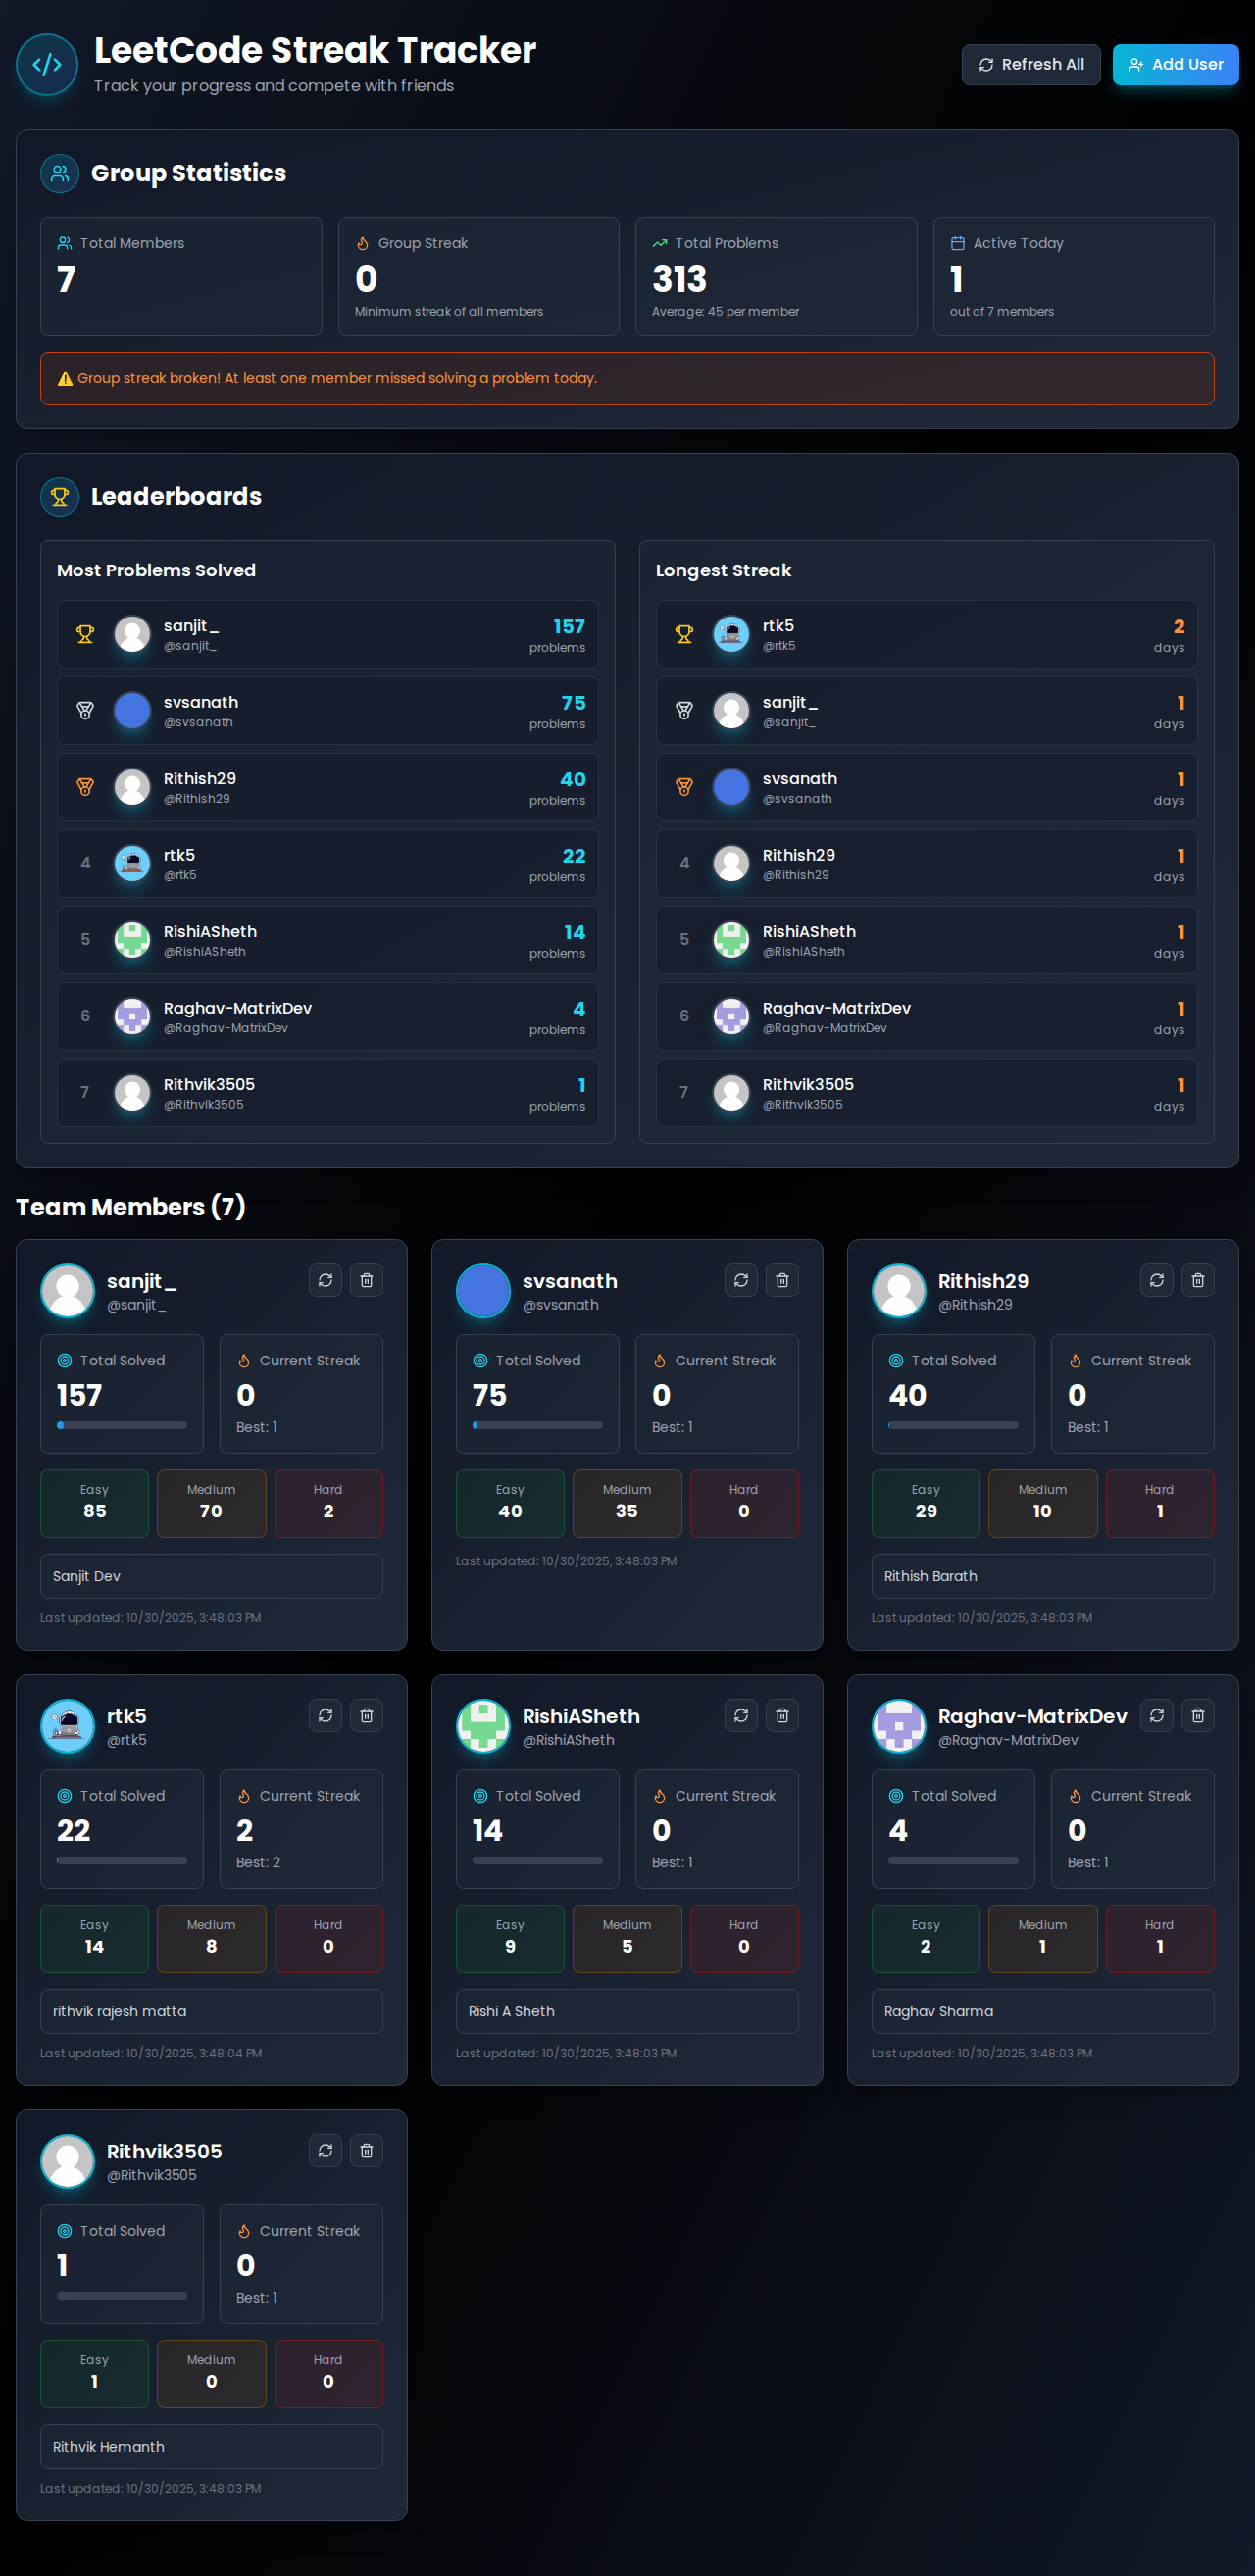 LeetCode Streak Tracker
Track your progress and compete with friends
Refresh All
Add User
Group Statistics
Total Members
7
Group Streak
0
Minimum streak of all members
Total Problems
313
Average: 45 per member
Active Today
1
out of 7 members
⚠️ Group streak broken! At least one member missed solving a problem today.
Leaderboards
Most Problems Solved
sanjit_
@sanjit_
157
problems
svsanath
@svsanath
75
problems
Rithish29
@Rithish29
40
problems
4
rtk5
@rtk5
22
problems
5
RishiASheth
@RishiASheth
14
problems
6
Raghav-MatrixDev
@Raghav-MatrixDev
4
problems
7
Rithvik3505
@Rithvik3505
1
problems
Longest Streak
rtk5
@rtk5
2
days
sanjit_
@sanjit_
1
days
svsanath
@svsanath
1
days
4
Rithish29
@Rithish29
1
days
5
RishiASheth
@RishiASheth
1
days
6
Raghav-MatrixDev
@Raghav-MatrixDev
1
days
7
Rithvik3505
@Rithvik3505
1
days
Team Members (7)
sanjit_
@sanjit_
Total Solved
157
Current Streak
0
Best: 1
Easy
85
Medium
70
Hard
2
Sanjit Dev
Last updated: 10/30/2025, 3:48:03 PM
svsanath
@svsanath
Total Solved
75
Current Streak
0
Best: 1
Easy
40
Medium
35
Hard
0
Last updated: 10/30/2025, 3:48:03 PM
Rithish29
@Rithish29
Total Solved
40
Current Streak
0
Best: 1
Easy
29
Medium
10
Hard
1
Rithish Barath
Last updated: 10/30/2025, 3:48:03 PM
rtk5
@rtk5
Total Solved
22
Current Streak
2
Best: 2
Easy
14
Medium
8
Hard
0
rithvik rajesh matta
Last updated: 10/30/2025, 3:48:04 PM
RishiASheth
@RishiASheth
Total Solved
14
Current Streak
0
Best: 1
Easy
9
Medium
5
Hard
0
Rishi A Sheth
Last updated: 10/30/2025, 3:48:03 PM
Raghav-MatrixDev
@Raghav-MatrixDev
Total Solved
4
Current Streak
0
Best: 1
Easy
2
Medium
1
Hard
1
Raghav Sharma
Last updated: 10/30/2025, 3:48:03 PM
Rithvik3505
@Rithvik3505
Total Solved
1
Current Streak
0
Best: 1
Easy
1
Medium
0
Hard
0
Rithvik Hemanth
Last updated: 10/30/2025, 3:48:03 PM